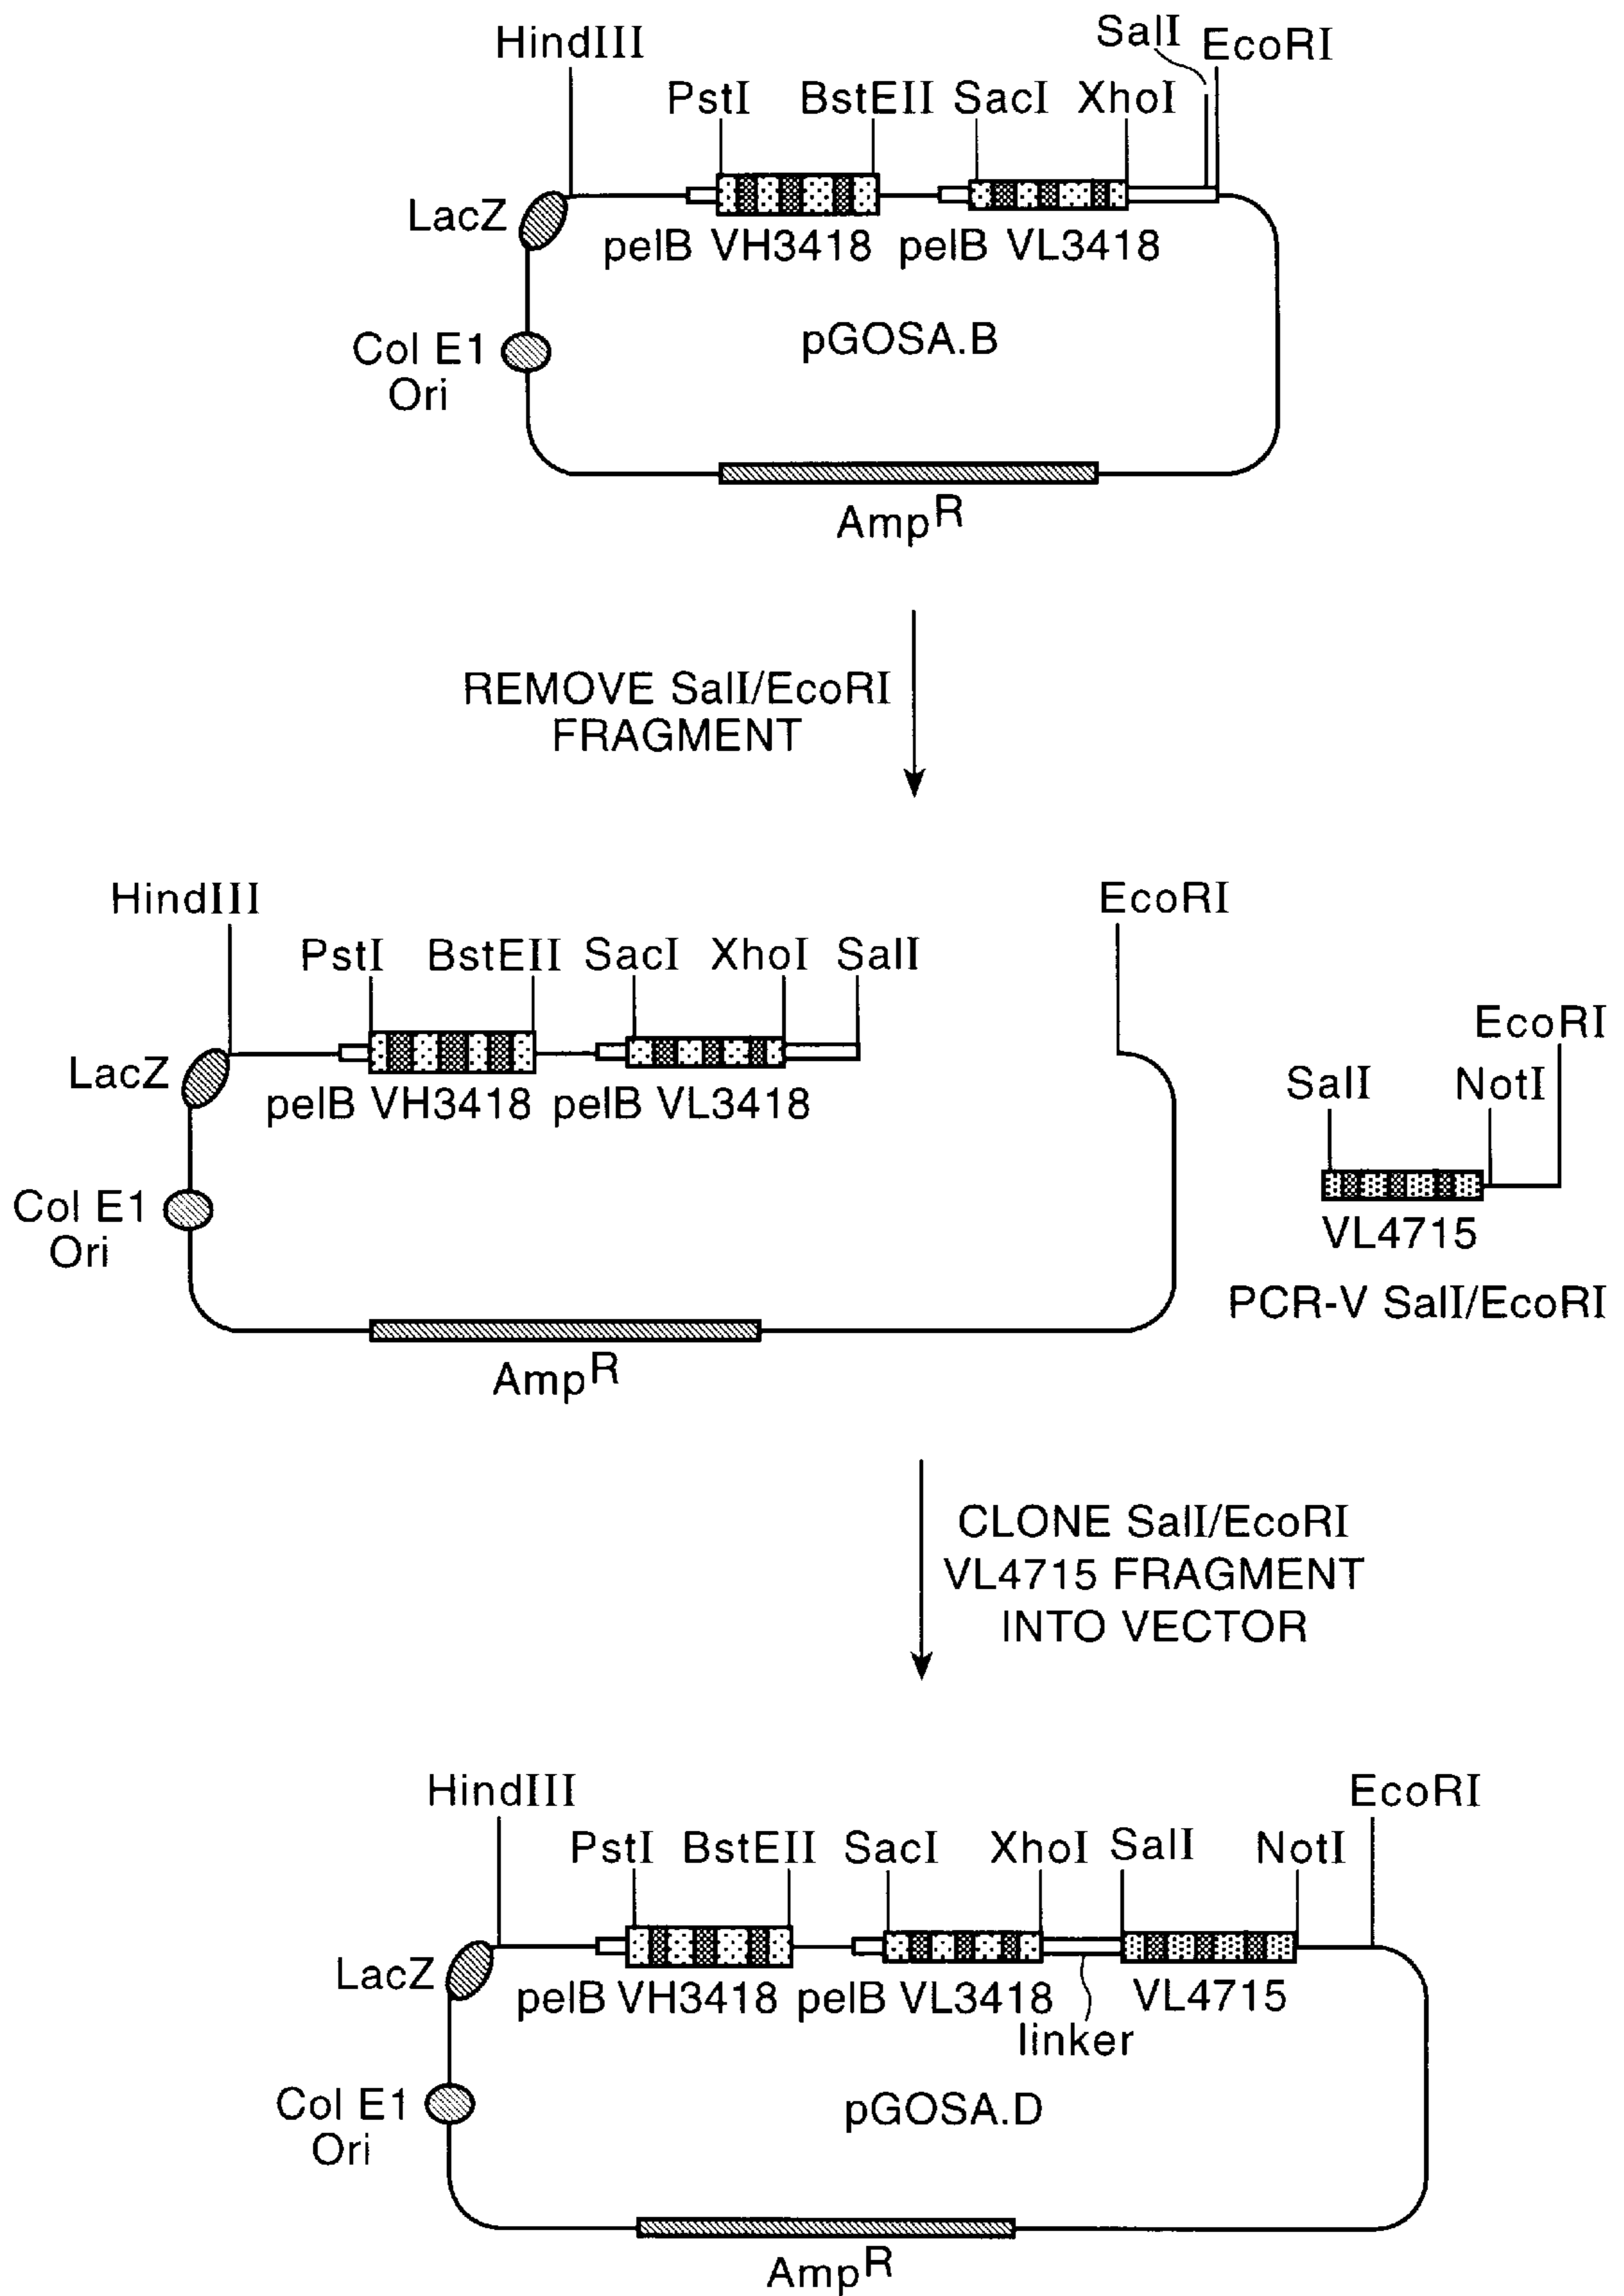 HindIII
SalI
EcoRI
PstI
BstEII
SacI
XhoI
LacZ
pelB VH3418
pelB VL3418
Col E1
Ori
pGOSA.B
AmpR
REMOVE SalI/EcoRI
FRAGMENT
HindIII
EcoRI
PstI
BstEII
SacI
XhoI
SalI
LacZ
pelB VH3418
pelB VL3418
Col E1
Ori
AmpR
EcoRI
SalI
NotI
VL4715
PCR-V SalI/EcoRI
CLONE SalI/EcoRI
VL4715 FRAGMENT
INTO VECTOR
HindIII
EcoRI
PstI
BstEII
SacI
XhoI
SalI
NotI
LacZ
pelB VH3418
pelB VL3418
VL4715
linker
Col E1
Ori
pGOSA.D
AmpR